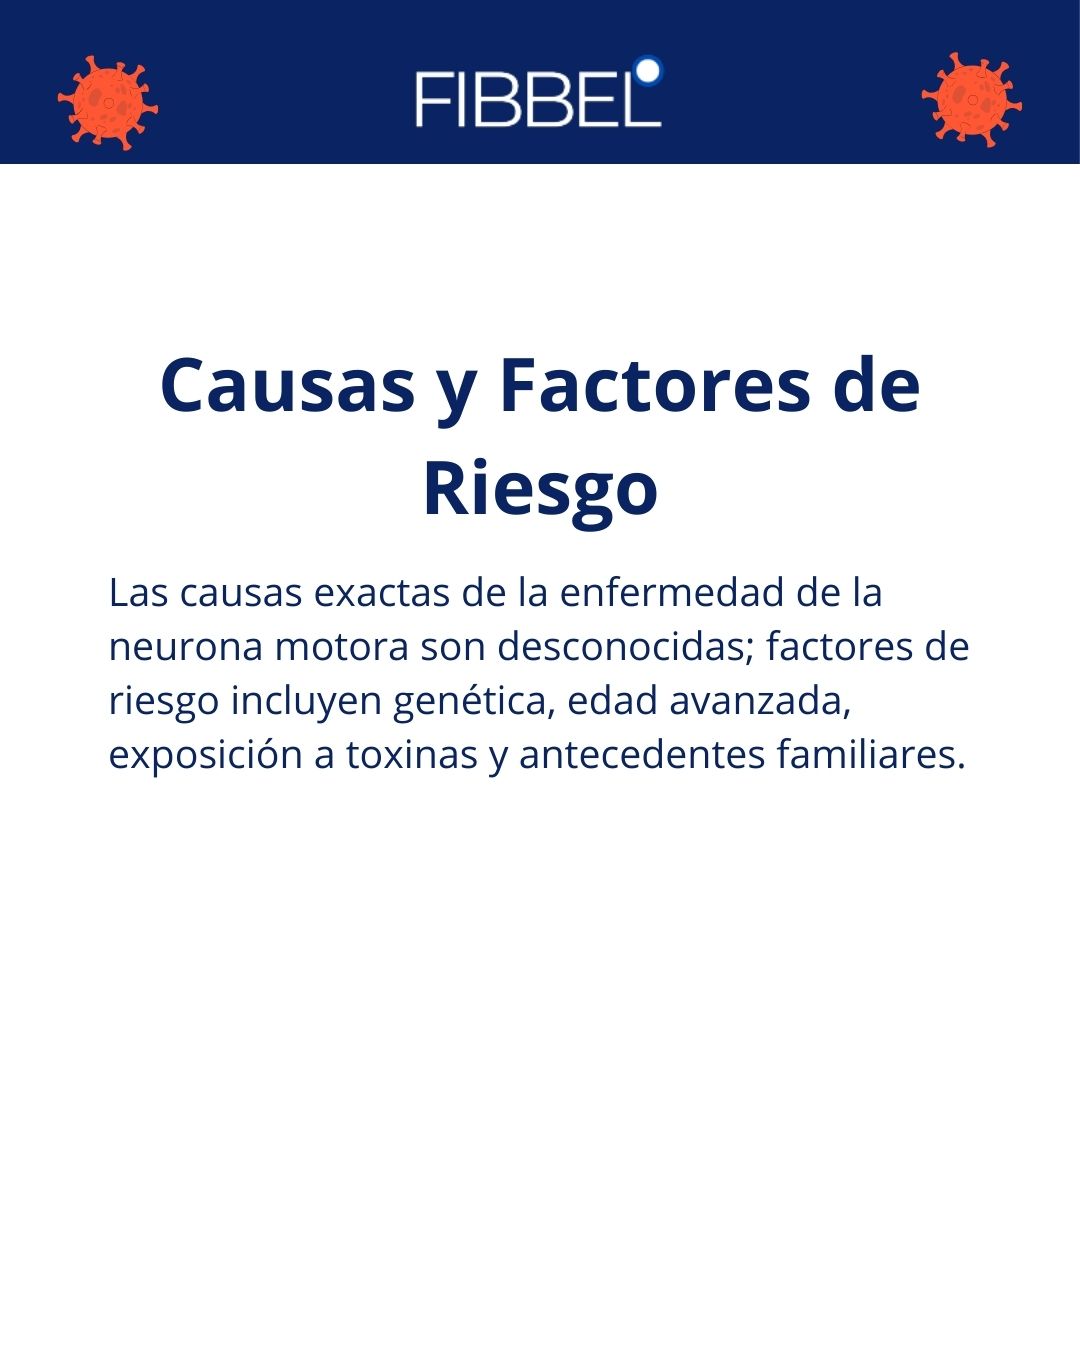 FIBBEL
Causas y Factores de
Riesgo
Las causas exactas de la enfermedad de la
neurona motora son desconocidas; factores de
riesgo incluyen genética, edad avanzada,
exposición a toxinas y antecedentes familiares.